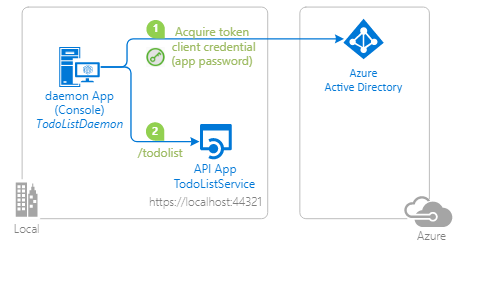 1
Acquire token
client credential
(app password)
Azure
Active Directory
daemon App
(Console)
TodoListDaemon
2
/todolist
API App
TodoListService
https://localhost:44321
Local
Azure